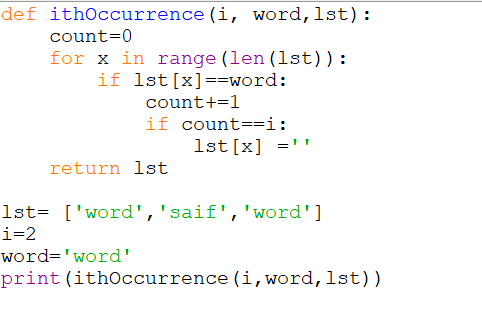 def ithOccurrence(i, word,lst):
    count=0
    for x in range(len(lst)):
        if lst[x]==word:
            count+=1
            if count==i:
                lst[x] =''
    return lst

lst= ['word','saif','word']
i=2
word='word'
print(ithOccurrence(i,word,lst))